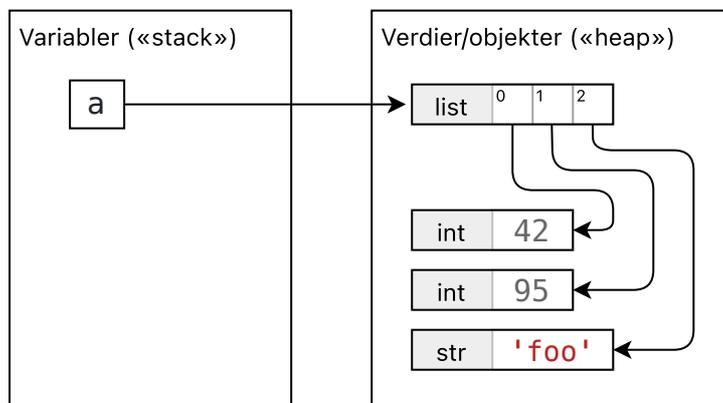 Variabler («stack»)
Verdier/objekter («heap»)
a
list 0 1 2
int 42
int 95
str 'foo'